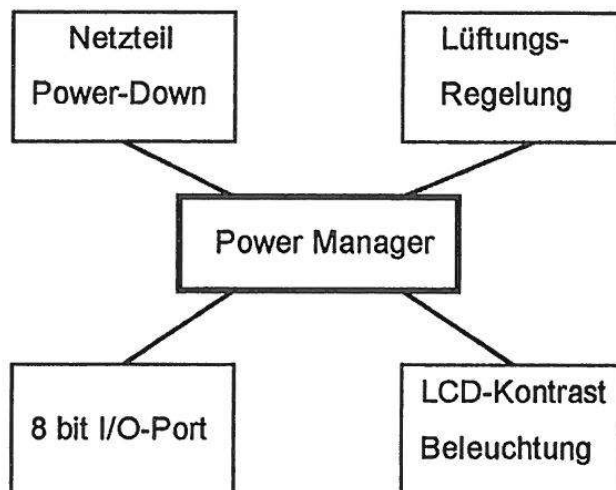 Netzteil
Power-Down
Lüftungs-
Regelung
Power Manager
8 bit I/O-Port
LCD-Kontrast
Beleuchtung